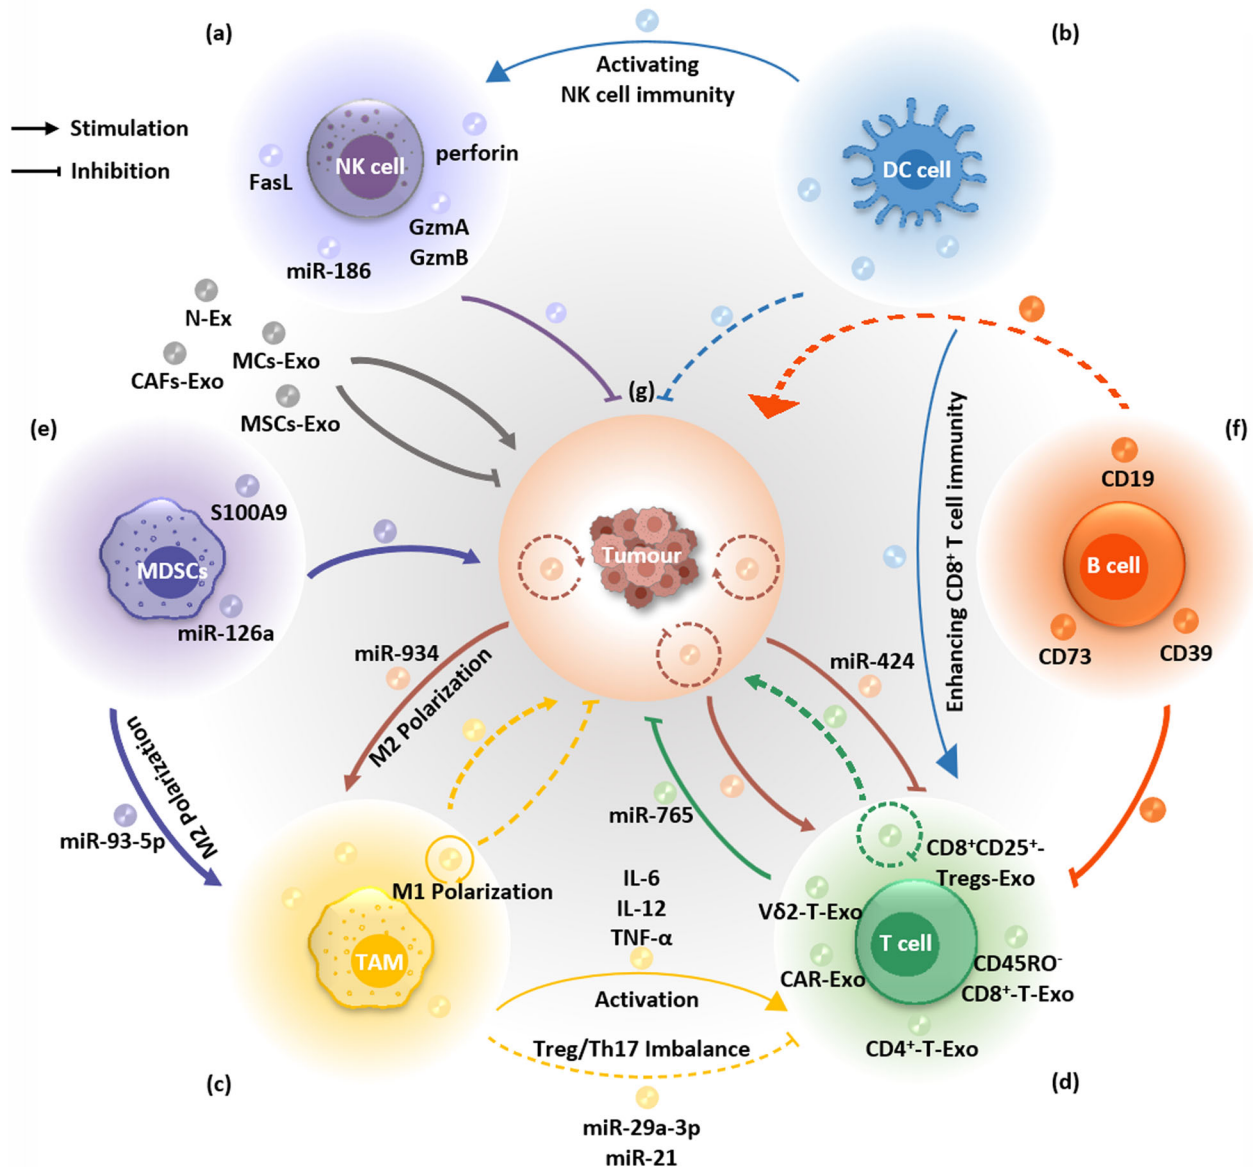 (a)
(b)
Activating
NK cell immunity
Stimulation
Inhibition
NK cell
perforin
FasL
GzmA
GzmB
miR-186
DC cell
N-Ex
MCs-Exo
CAFs-Exo
MSCs-Exo
(g)
(e)
(f)
S100A9
MDSCs
miR-126a
Tumour
Enhancing CD8⁺ T cell immunity
CD19
B cell
CD73
CD39
miR-934
M2 Polarization
miR-424
M2 Polarization
miR-93-5p
miR-765
M1 Polarization
TAM
IL-6
IL-12
TNF-α
Activation
Treg/Th17 Imbalance
miR-29a-3p
miR-21
CD8⁺CD25⁺-
Tregs-Exo
Vδ2-T-Exo
T cell
CAR-Exo
CD45RO⁻
CD8⁺-T-Exo
CD4⁺-T-Exo
(c)
(d)